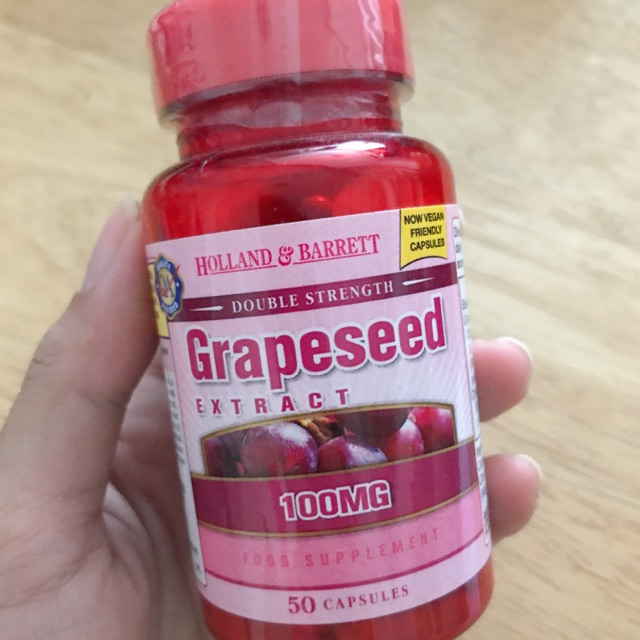 HOLLAND & BARRETT
NOW VEGAN
FRIENDLY
CAPSULES
DOUBLE STRENGTH
Grapeseed
EXTRACT
100MG
FOOD SUPPLEMENT
50 CAPSULES